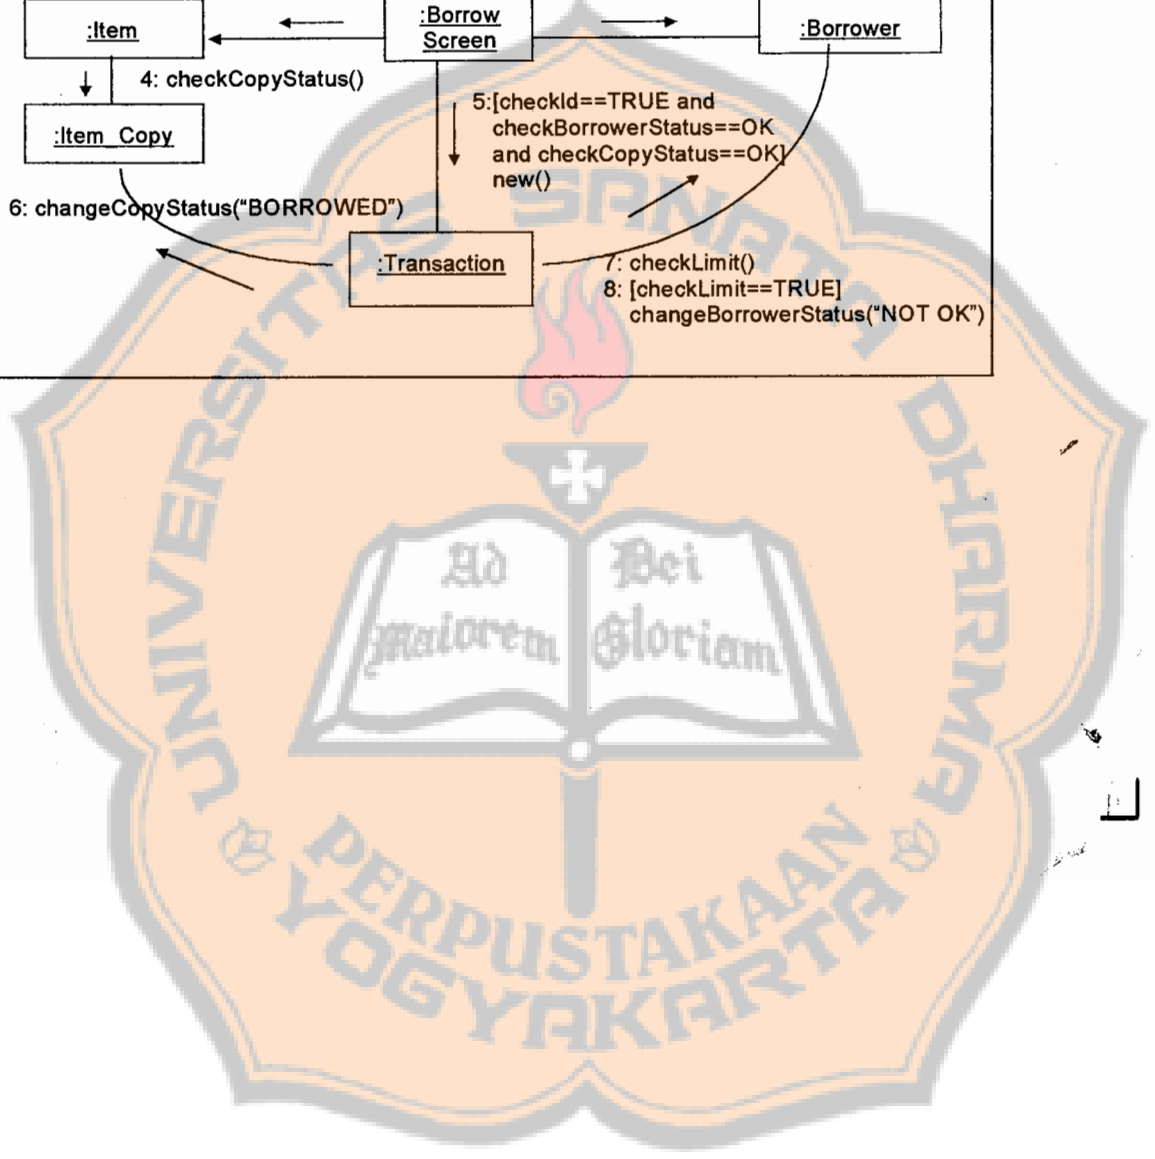 :Item
:Borrow
Screen
:Borrower
4: checkCopyStatus()
:Item_Copy
5:[checkId==TRUE and
checkBorrowerStatus==OK
and checkCopyStatus==OK]
new()
6: changeCopyStatus("BORROWED")
:Transaction
7: checkLimit()
8: [checkLimit==TRUE]
changeBorrowerStatus("NOT OK")
UNIVERSITAS SANATA DHARMA
Ad Dei
maiorem Gloriam
PERPUSTAKAAN
YOGYAKARTA